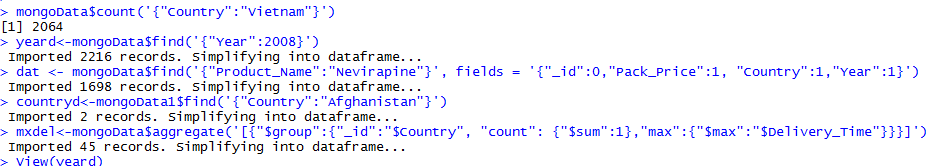 > mongoData$count('{"Country":"Vietnam"}')
[1] 2064
> yeard<-mongoData$find('{"Year":2008}')
Imported 2216 records. Simplifying into dataframe...
> dat <- mongoData$find('{"Product_Name":"Nevirapine"}', fields = '{"_id":0,"Pack_Price":1, "Country":1,"Year":1}')
Imported 1698 records. Simplifying into dataframe...
> countryd<-mongoData1$find('{"Country":"Afghanistan"}')
Imported 2 records. Simplifying into dataframe...
> mxdel<-mongoData$aggregate('[{"$group":{"_id":"$Country", "count": {"$sum":1},"max":{"$max":"$Delivery_Time"}}}]')
Imported 45 records. Simplifying into dataframe...
> View(yeard)